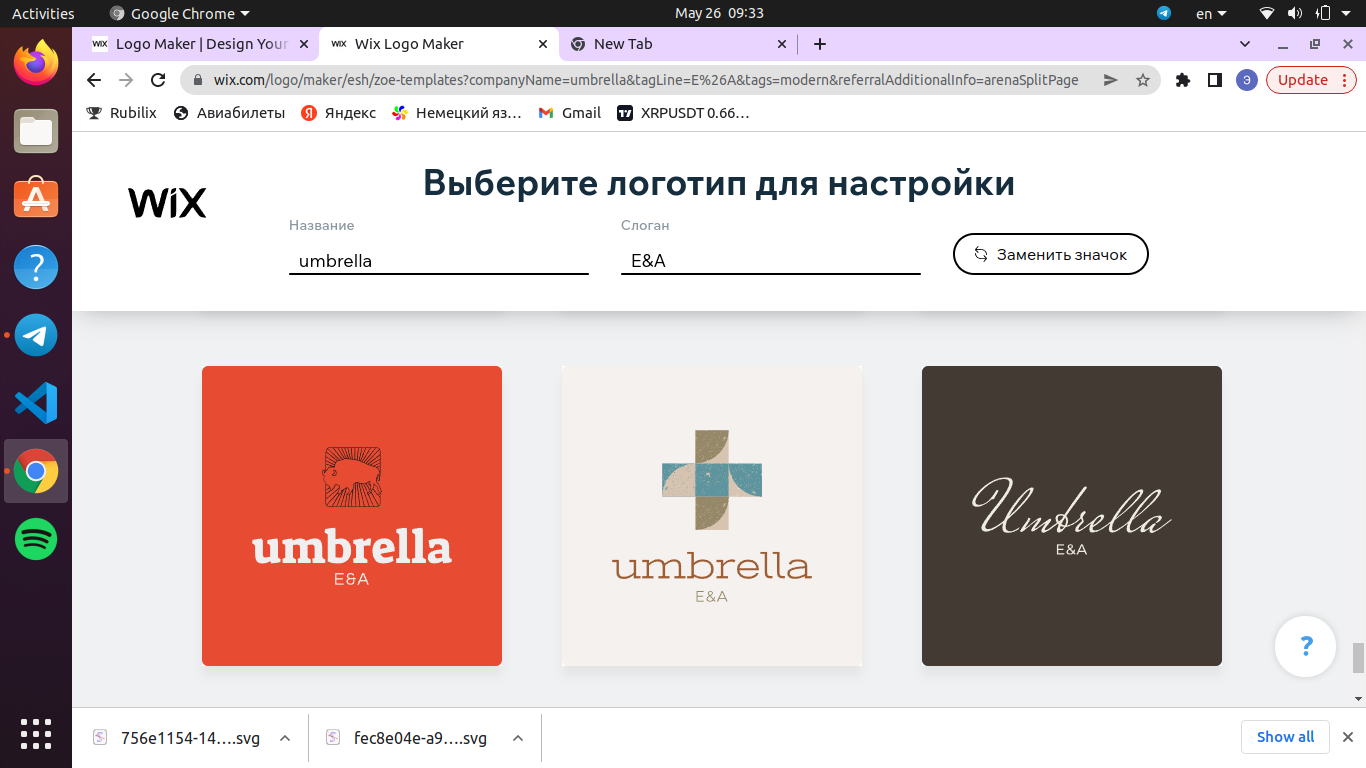 Activities
Google Chrome
May 26 09:33
en
WiX Logo Maker | Design Your
WiX Wix Logo Maker
New Tab
wix.com/logo/maker/esh/zoe-templates?companyName=umbrella&tagLine=E%26A&tags=modern&referralAdditionalInfo=arenaSplitPage
Э
Update
Rubilix
Авиабилеты
Я Яндекс
Немецкий яз...
Gmail
XRPUSDT 0.66...
WiX
Выберите логотип для настройки
Название
Слоган
umbrella
E&A
Заменить значок
umbrella
E&A
umbrella
E&A
Umbrella
E&A
?
756e1154-14....svg
fec8e04e-a9....svg
Show all